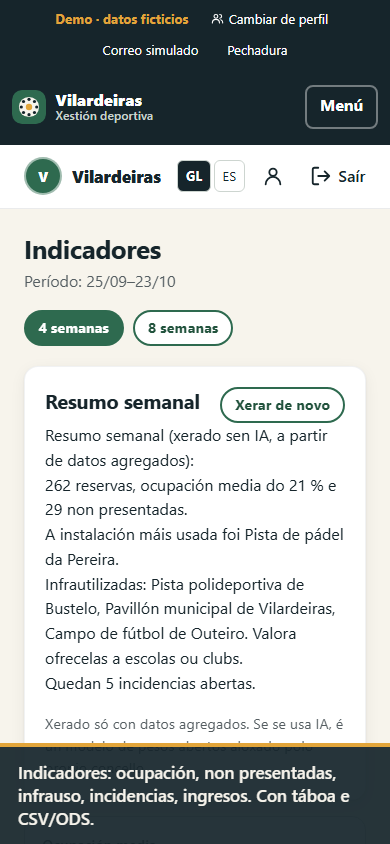 Demo · datos ficticios
Cambiar de perfil
Correo simulado
Pechadura
Vilardeiras
Xestión deportiva
Menú
V
Vilardeiras
GL
ES
Saír
Indicadores
Período: 25/09–23/10
4 semanas
8 semanas
Resumo semanal
Xerar de novo
Resumo semanal (xerado sen IA, a partir
de datos agregados):
262 reservas, ocupación media do 21 % e
29 non presentadas.
A instalación máis usada foi Pista de pádel
da Pereira.
Infrautilizadas: Pista polideportiva de
Bustelo, Pavillón municipal de Vilardeiras,
Campo de fútbol de Outeiro. Valora
ofrecelas a escolas ou clubs.
Quedan 5 incidencias abertas.
Xerado só con datos agregados. Se se usa IA, é
Indicadores: ocupación, non presentadas,
infrauso, incidencias, ingresos. Con táboa e
CSV/ODS.